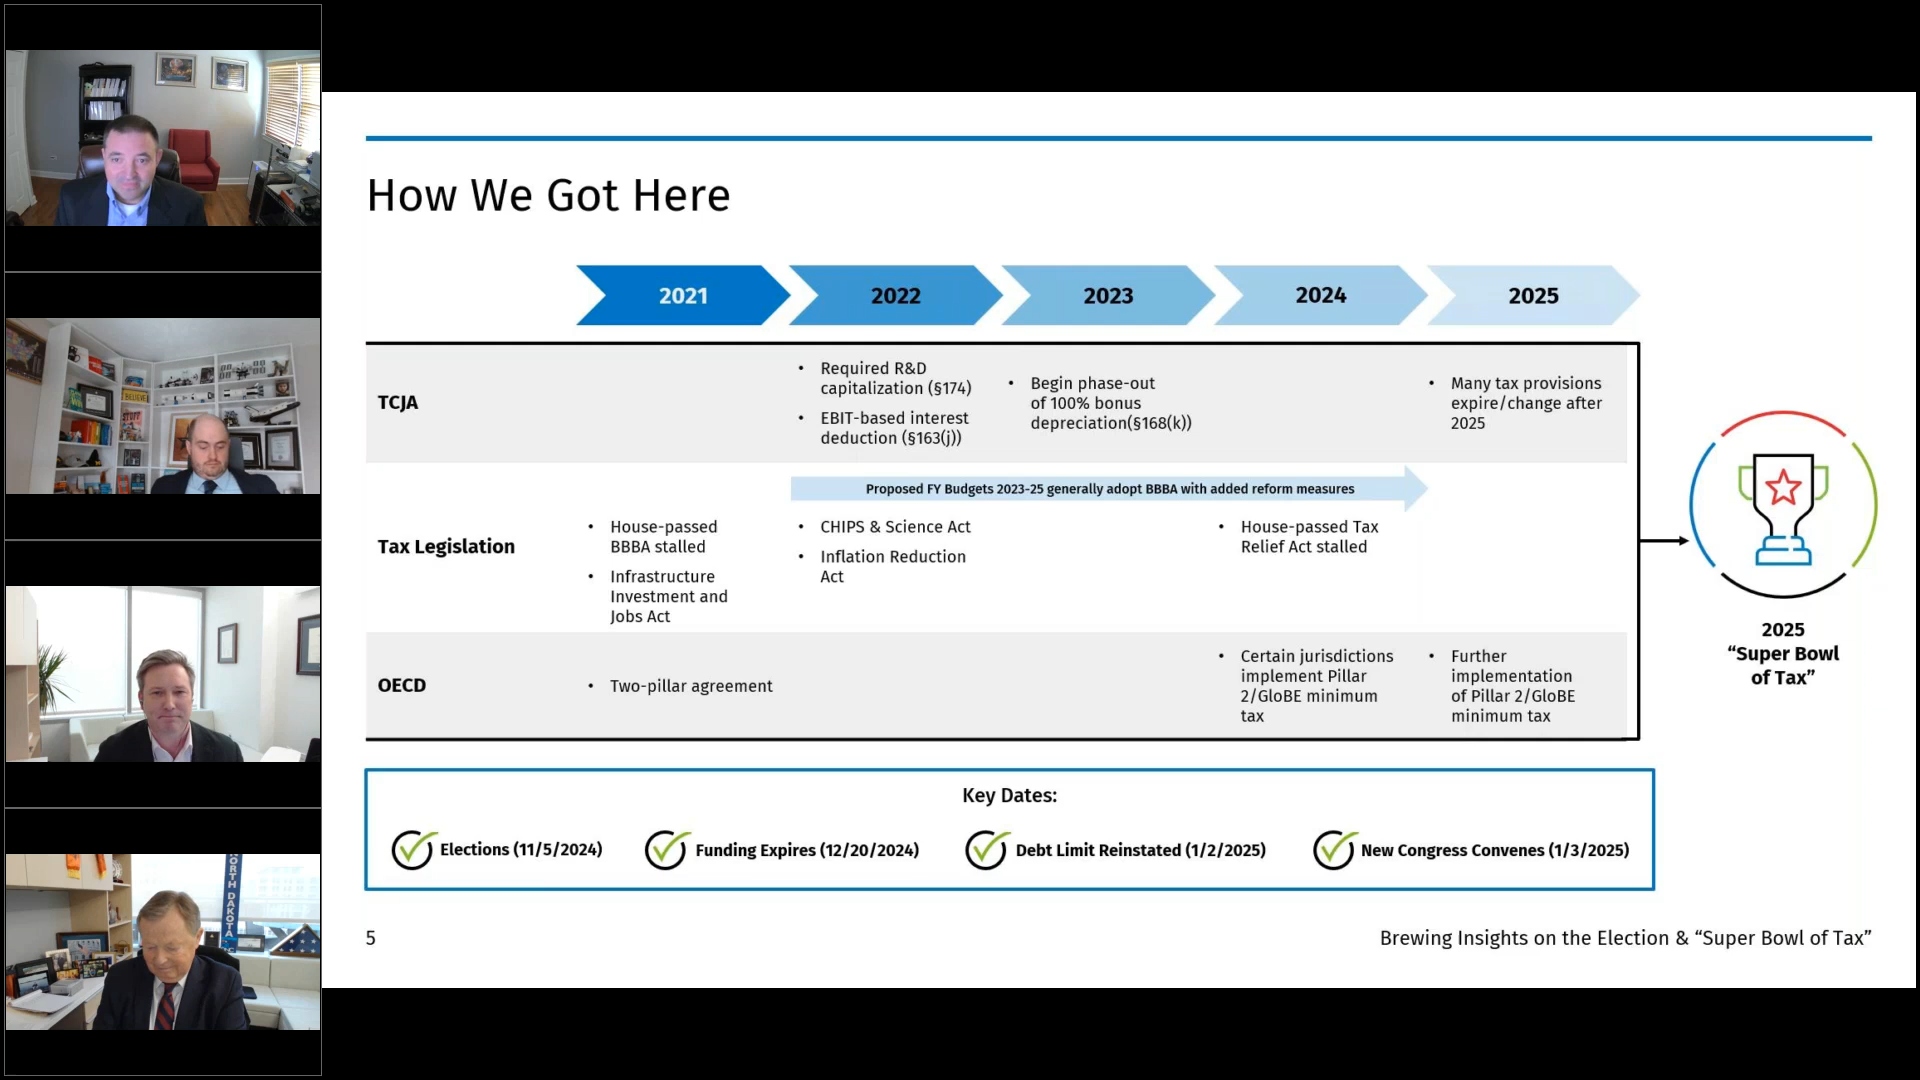 How We Got Here
2021
2022
2023
2024
2025
TCJA
• Required R&D
capitalization (§174)
• EBIT-based interest
deduction (§163(j))
• Begin phase-out
of 100% bonus
depreciation(§168(k))
• Many tax provisions
expire/change after
2025
Proposed FY Budgets 2023-25 generally adopt BBBA with added reform measures
Tax Legislation
• House-passed
BBBA stalled
• Infrastructure
Investment and
Jobs Act
• CHIPS & Science Act
• Inflation Reduction
Act
• House-passed Tax
Relief Act stalled
OECD
• Two-pillar agreement
• Certain jurisdictions
implement Pillar
2/GloBE minimum
tax
• Further
implementation
of Pillar 2/GloBE
minimum tax
2025
“Super Bowl
of Tax”
Key Dates:
Elections (11/5/2024)
Funding Expires (12/20/2024)
Debt Limit Reinstated (1/2/2025)
New Congress Convenes (1/3/2025)
5
Brewing Insights on the Election & “Super Bowl of Tax”
BELIEVE
STUFF
NORTH DAKOTA